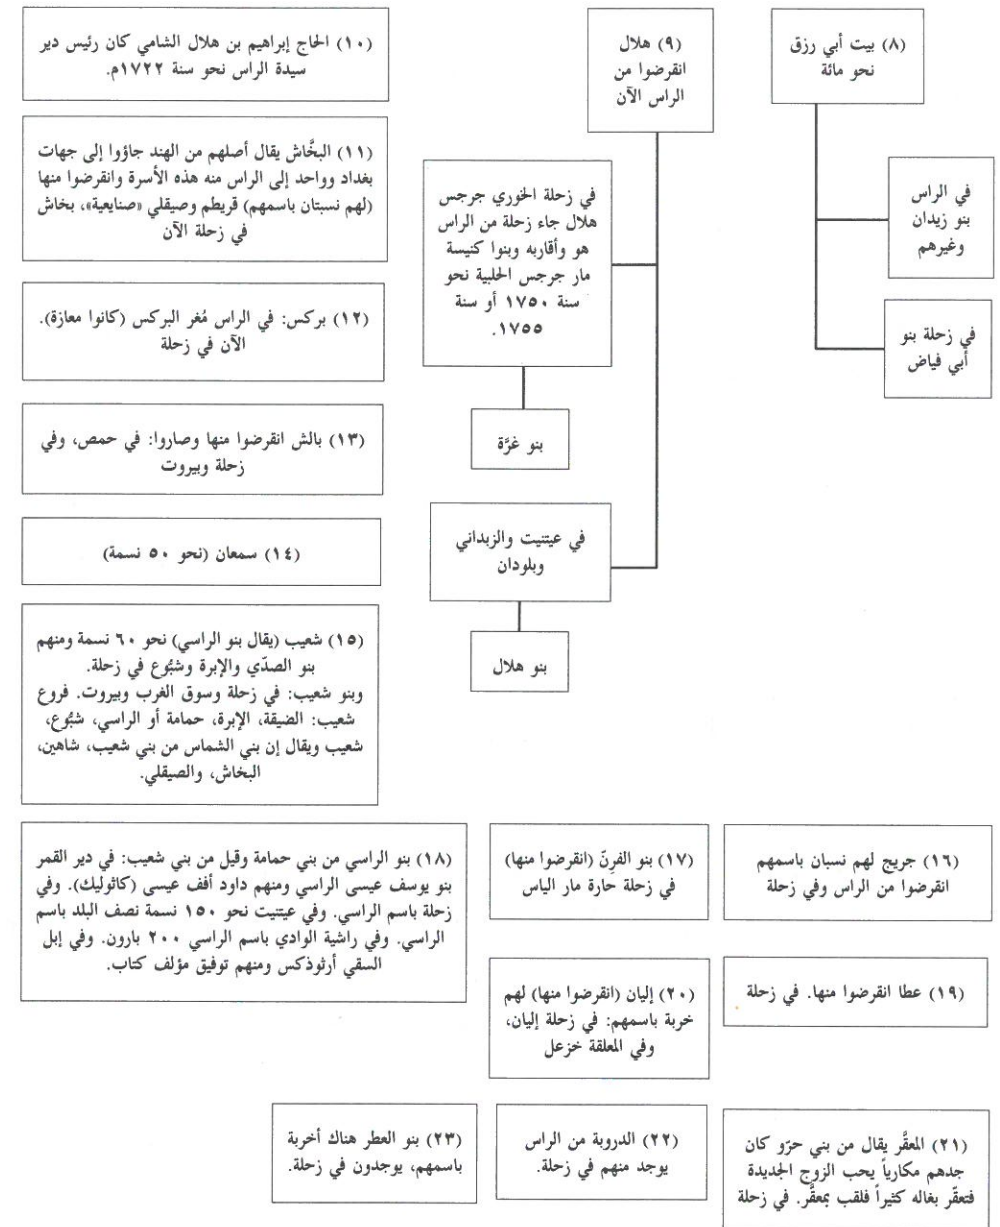 (٨) بيت أبي رزق
نحو مائة
في الراس
بنو زيدان
وغيرهم
في زحلة بنو
أبي فياض
(٩) هلال
انقرضوا من
الراس الآن
في زحلة الخوري جرجس
هلال جاء زحلة من الراس
هو وأقاربه وبنوا كنيسة
مار جرجس الحلبية نحو
سنة ١٧٥٠ أو سنة
١٧٥٥.
بنو غرَّة
في عيتنيت والزبداني
وبلودان
بنو هلال
(١٠) الحاج إبراهيم بن هلال الشامي كان رئيس دير
سيدة الراس نحو سنة ١٧٢٢م.
(١١) البخَّاش يقال أصلهم من الهند جاؤوا إلى جهات
بغداد وواحد إلى الراس منه هذه الأسرة وانقرضوا منها
(لهم نسبتان باسمهم) قريطم وصيقلي «صنايعية»، بخاش
في زحلة الآن
(١٢) بركس: في الراس مُغر البركس (كانوا معازة).
الآن في زحلة
(١٣) بالش انقرضوا منها وصاروا: في حمص، وفي
زحلة وبيروت
(١٤) سمعان (نحو ٥٠ نسمة)
(١٥) شعيب (يقال بنو الراسي) نحو ٦٠ نسمة ومنهم
بنو الصدّي والإبرة وشبُّوع في زحلة.
وبنو شعيب: في زحلة وسوق الغرب وبيروت. فروع
شعيب: الضيقة، الإبرة، حمامة أو الراسي، شبُّوع،
شعيب ويقال إن بني الشماس من بني شعيب، شاهين،
البخاش، والصيقلي.
(١٦) جريج لهم نسبان باسمهم
انقرضوا من الراس وفي زحلة
(١٧) بنو الفرِنّ (انقرضوا منها)
في زحلة حارة مار الياس
(١٨) بنو الراسي من بني حمامة وقيل من بني شعيب: في دير القمر
بنو يوسف عيسى الراسي ومنهم داود أفف عيسى (كاثوليك). وفي
زحلة باسم الراسي. وفي عيتنيت نحو ١٥٠ نسمة نصف البلد باسم
الراسي. وفي راشية الوادي باسم الراسي ٢٠٠ بارون. وفي إبل
السقي أرثوذكس ومنهم توفيق مؤلف كتاب.
(١٩) عطا انقرضوا منها. في زحلة
(٢٠) إليان (انقرضوا منها) لهم
خربة باسمهم: في زحلة إليان،
وفي المعلقة خزعل
(٢١) المعقَّر يقال من بني حرّو كان
جدهم مكارياً يحب الزوج الجديدة
فتعقّر بغاله كثيراً فلقب بمعقَّر. في زحلة
(٢٢) الدروبة من الراس
يوجد منهم في زحلة.
(٢٣) بنو العطر هناك أخربة
باسمهم، يوجدون في زحلة.